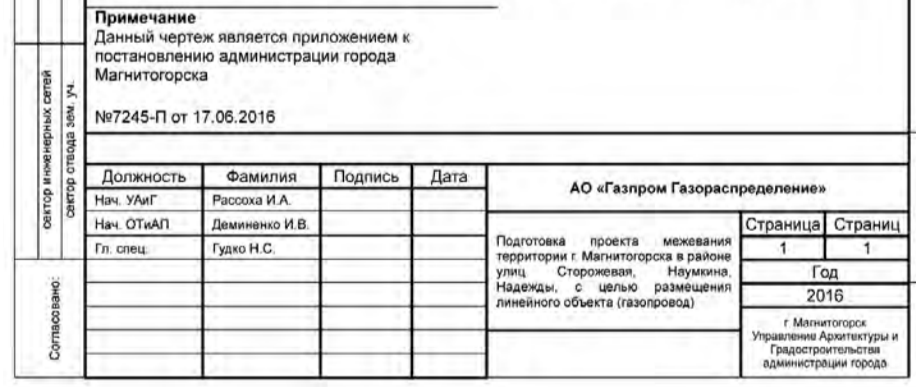 Примечание
Данный чертеж является приложением к
постановлению администрации города
Магнитогорска
№7245-П от 17.06.2016
сектор инженерных сетей
сектор отвода зем. уч.
Согласовано:
Должность Фамилия Подпись Дата
Нач. УАиГ Рассоха И.А.
Нач. ОТиАП Деминенко И.В.
Гл. спец. Гудко Н.С.
АО «Газпром Газораспределение»
Подготовка проекта межевания
территории г. Магнитогорска в районе
улиц Сторожевая, Наумкина,
Надежды, с целью размещения
линейного объекта (газопровод)
Страница Страниц
1 1
Год
2016
г. Магнитогорск
Управление Архитектуры и
Градостроительства
администрации города